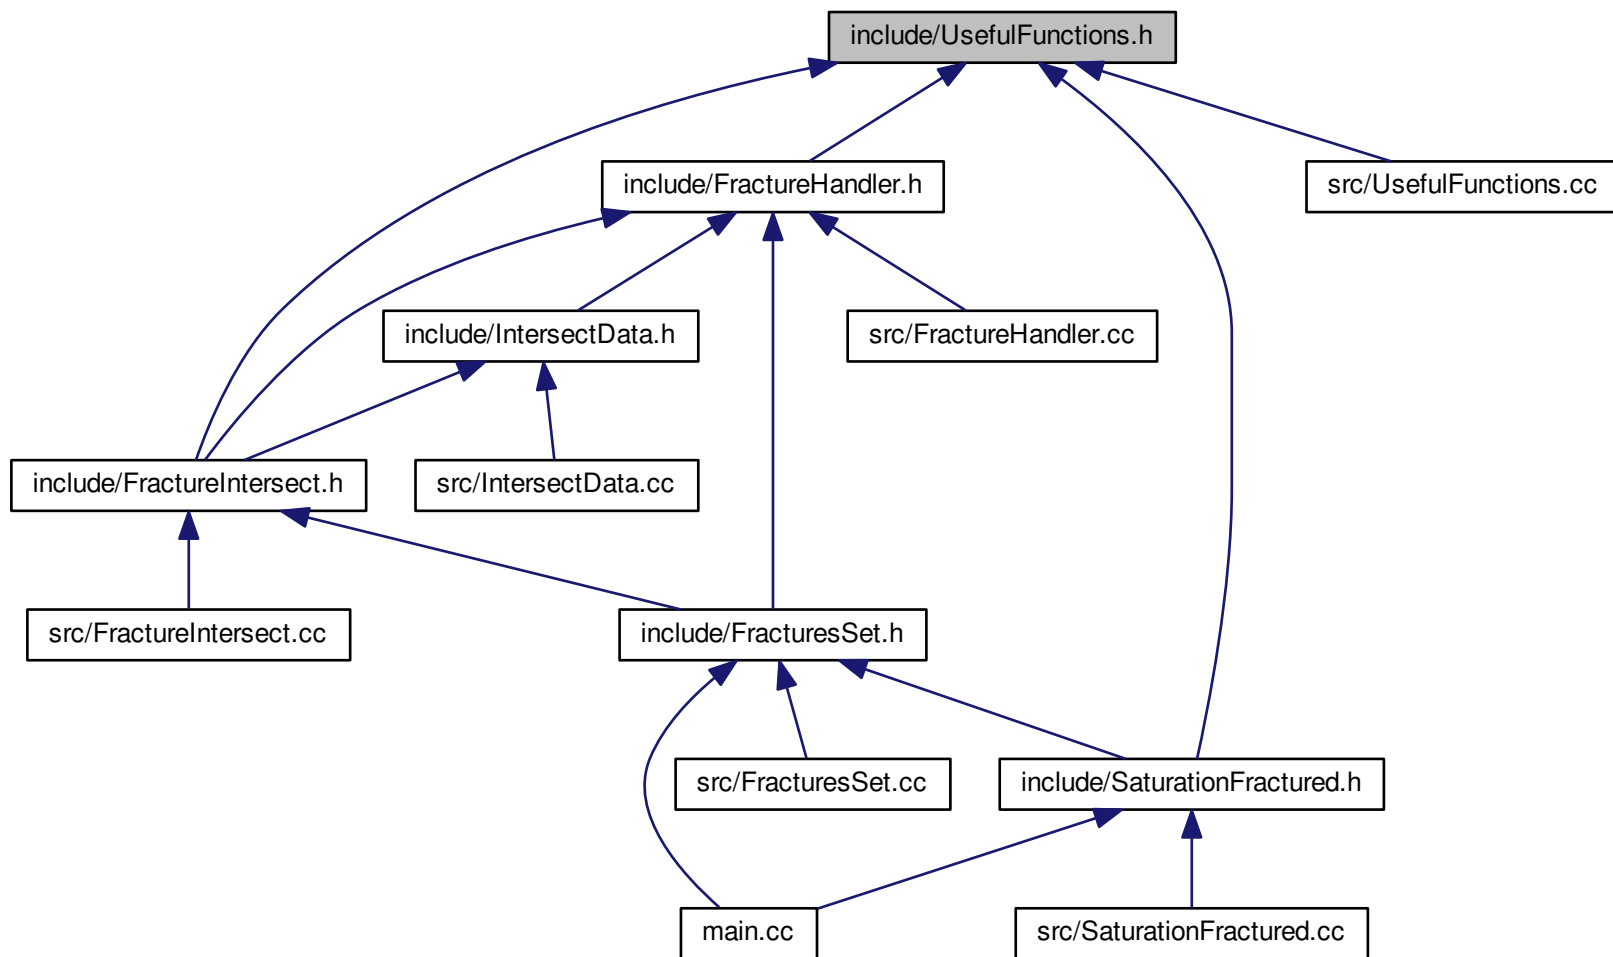 include/UsefulFunctions.h
include/FractureHandler.h
src/UsefulFunctions.cc
include/IntersectData.h
src/FractureHandler.cc
include/FractureIntersect.h
src/IntersectData.cc
src/FractureIntersect.cc
include/FracturesSet.h
src/FracturesSet.cc
include/SaturationFractured.h
main.cc
src/SaturationFractured.cc